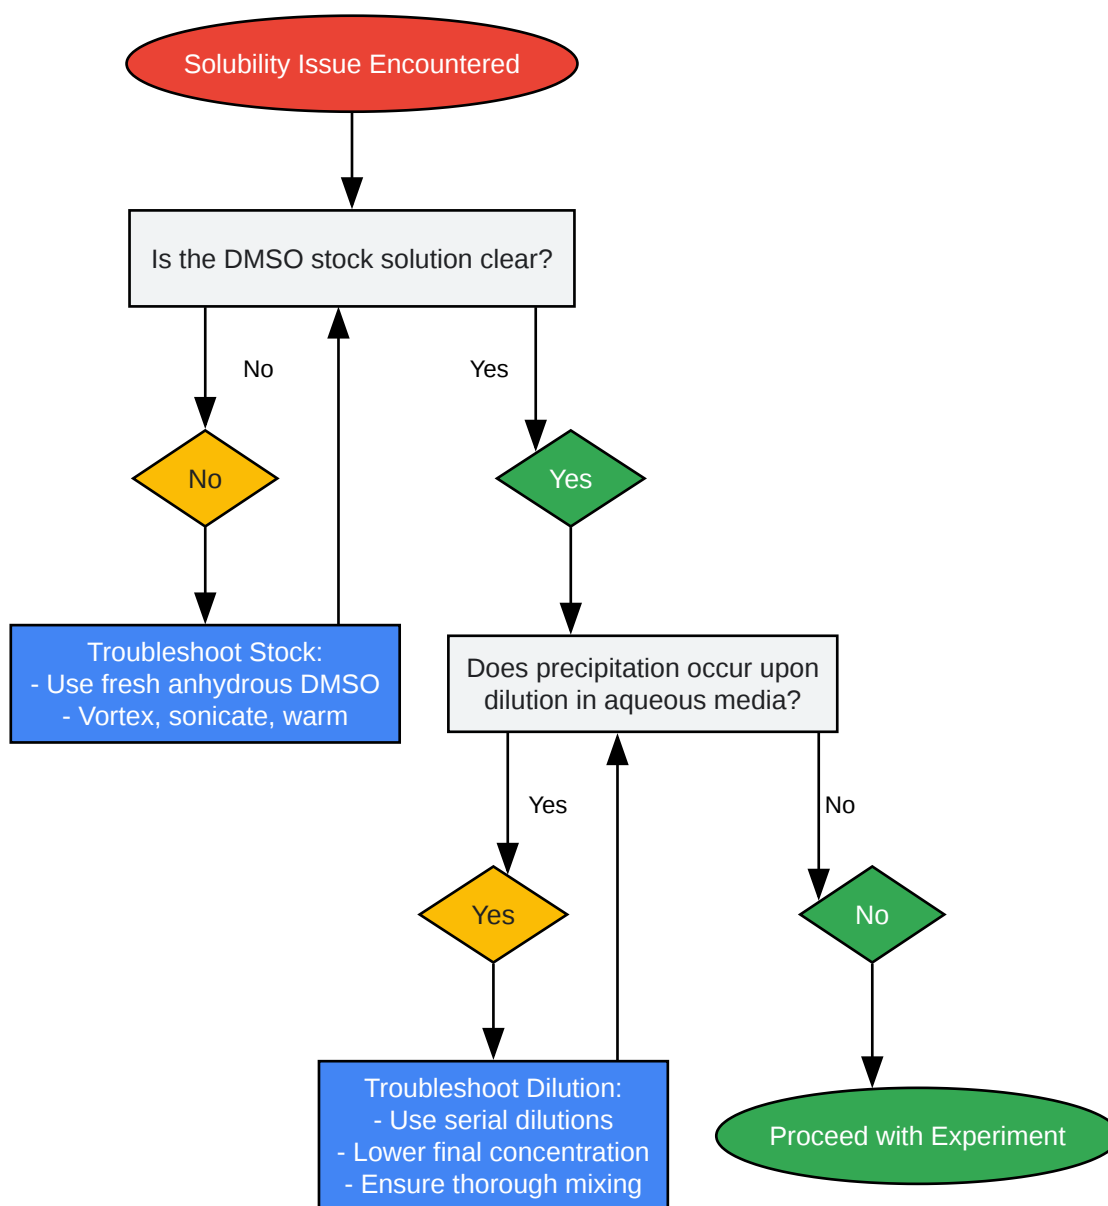 Solubility Issue Encountered
Is the DMSO stock solution clear?
No
Yes
No
Yes
Troubleshoot Stock:
- Use fresh anhydrous DMSO
- Vortex, sonicate, warm
Does precipitation occur upon
dilution in aqueous media?
Yes
No
Yes
No
Troubleshoot Dilution:
- Use serial dilutions
- Lower final concentration
- Ensure thorough mixing
Proceed with Experiment